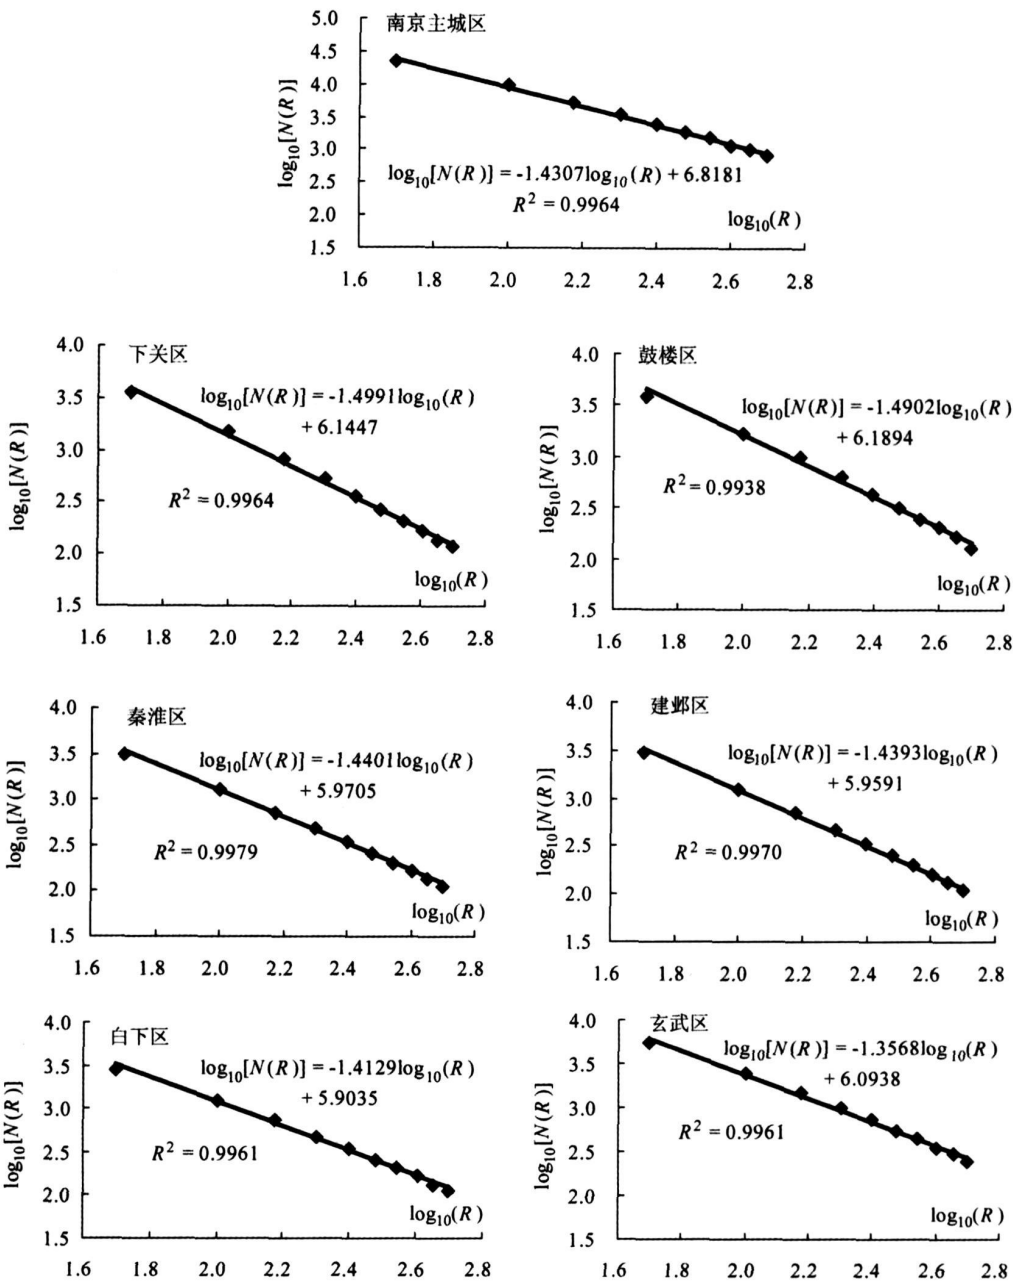 南京主城区
5.0
4.5
4.0
3.5
3.0
2.5
2.0
1.5
log10[N(R)]
log10[N(R)] = -1.4307log10(R) + 6.8181
R2 = 0.9964
log10(R)
1.6 1.8 2.0 2.2 2.4 2.6 2.8
下关区
4.0
3.5
3.0
2.5
2.0
1.5
log10[N(R)]
log10[N(R)] = -1.4991log10(R)
+ 6.1447
R2 = 0.9964
log10(R)
1.6 1.8 2.0 2.2 2.4 2.6 2.8
鼓楼区
4.0
3.5
3.0
2.5
2.0
1.5
log10[N(R)]
log10[N(R)] = -1.4902log10(R)
+ 6.1894
R2 = 0.9938
log10(R)
1.6 1.8 2.0 2.2 2.4 2.6 2.8
秦淮区
4.0
3.5
3.0
2.5
2.0
1.5
log10[N(R)]
log10[N(R)] = -1.4401log10(R)
+ 5.9705
R2 = 0.9979
log10(R)
1.6 1.8 2.0 2.2 2.4 2.6 2.8
建邺区
4.0
3.5
3.0
2.5
2.0
1.5
log10[N(R)]
log10[N(R)] = -1.4393log10(R)
+ 5.9591
R2 = 0.9970
log10(R)
1.6 1.8 2.0 2.2 2.4 2.6 2.8
白下区
4.0
3.5
3.0
2.5
2.0
1.5
log10[N(R)]
log10[N(R)] = -1.4129log10(R)
+ 5.9035
R2 = 0.9961
log10(R)
1.6 1.8 2.0 2.2 2.4 2.6 2.8
玄武区
4.0
3.5
3.0
2.5
2.0
1.5
log10[N(R)]
log10[N(R)] = -1.3568log10(R)
+ 6.0938
R2 = 0.9961
log10(R)
1.6 1.8 2.0 2.2 2.4 2.6 2.8